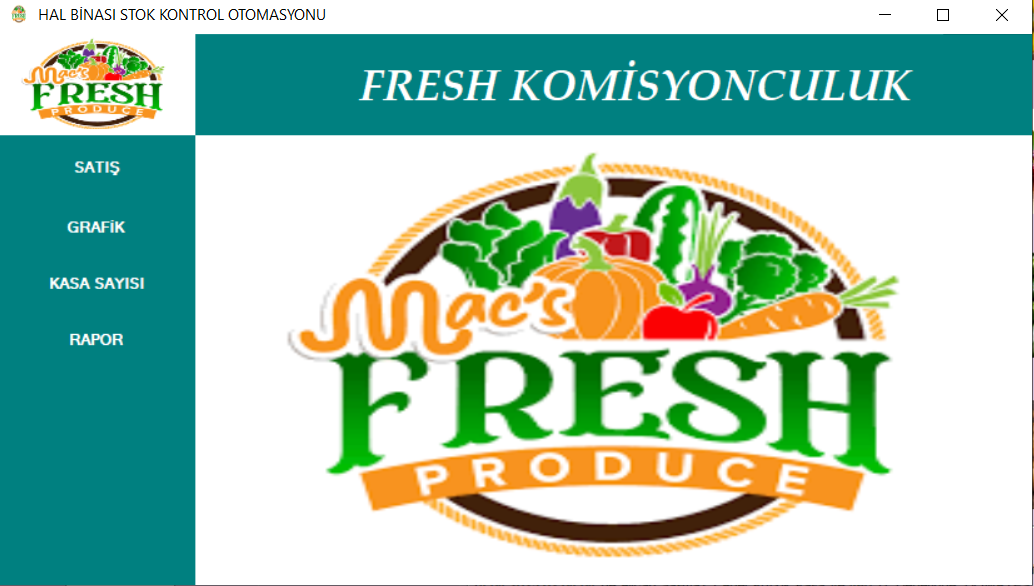 HAL BİNASI STOK KONTROL OTOMASYONU
Mac's
FRESH
PRODUCE
FRESH KOMİSYONCULUK
SATIŞ
GRAFİK
KASA SAYISI
RAPOR
Mac's
FRESH
PRODUCE